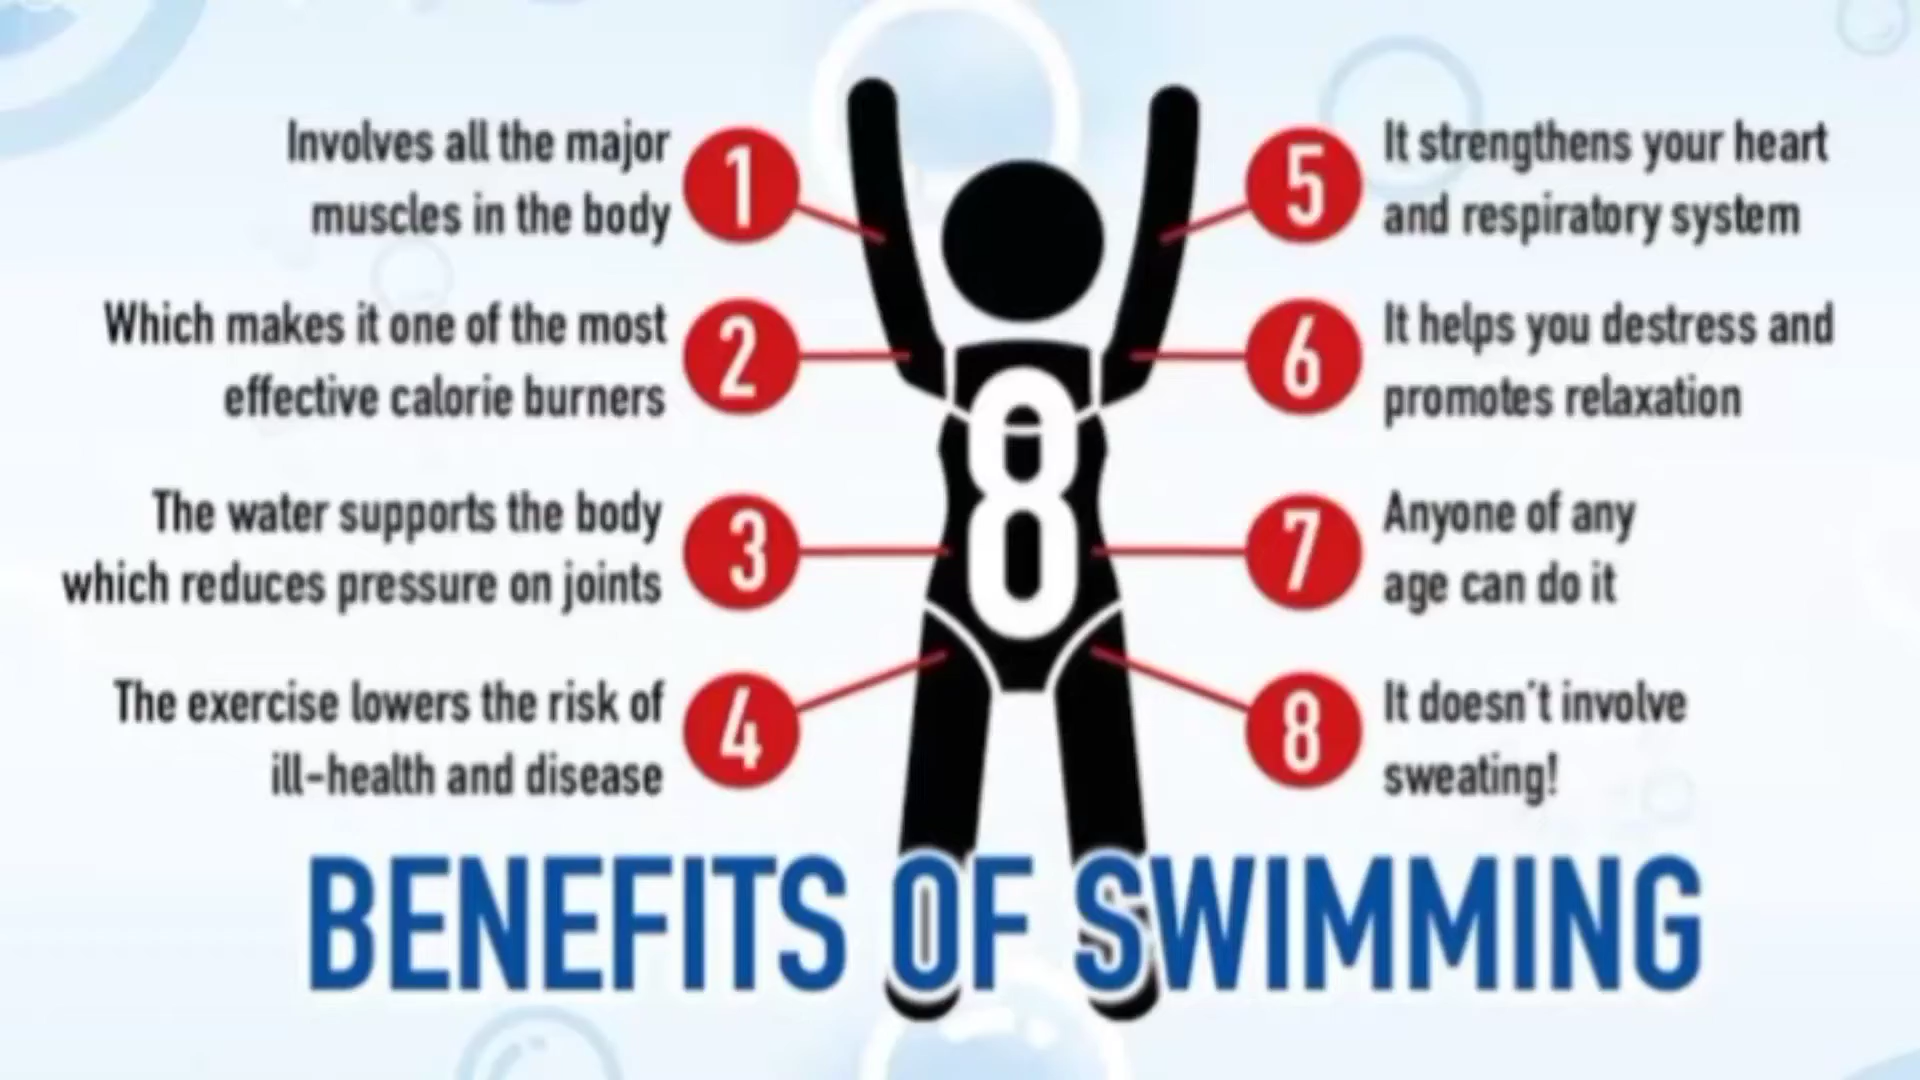 Involves all the major
muscles in the body
1
Which makes it one of the most
effective calorie burners
2
The water supports the body
which reduces pressure on joints
3
The exercise lowers the risk of
ill-health and disease
4
8
5
It strengthens your heart
and respiratory system
6
It helps you destress and
promotes relaxation
7
Anyone of any
age can do it
8
It doesn't involve
sweating!
BENEFITS OF SWIMMING